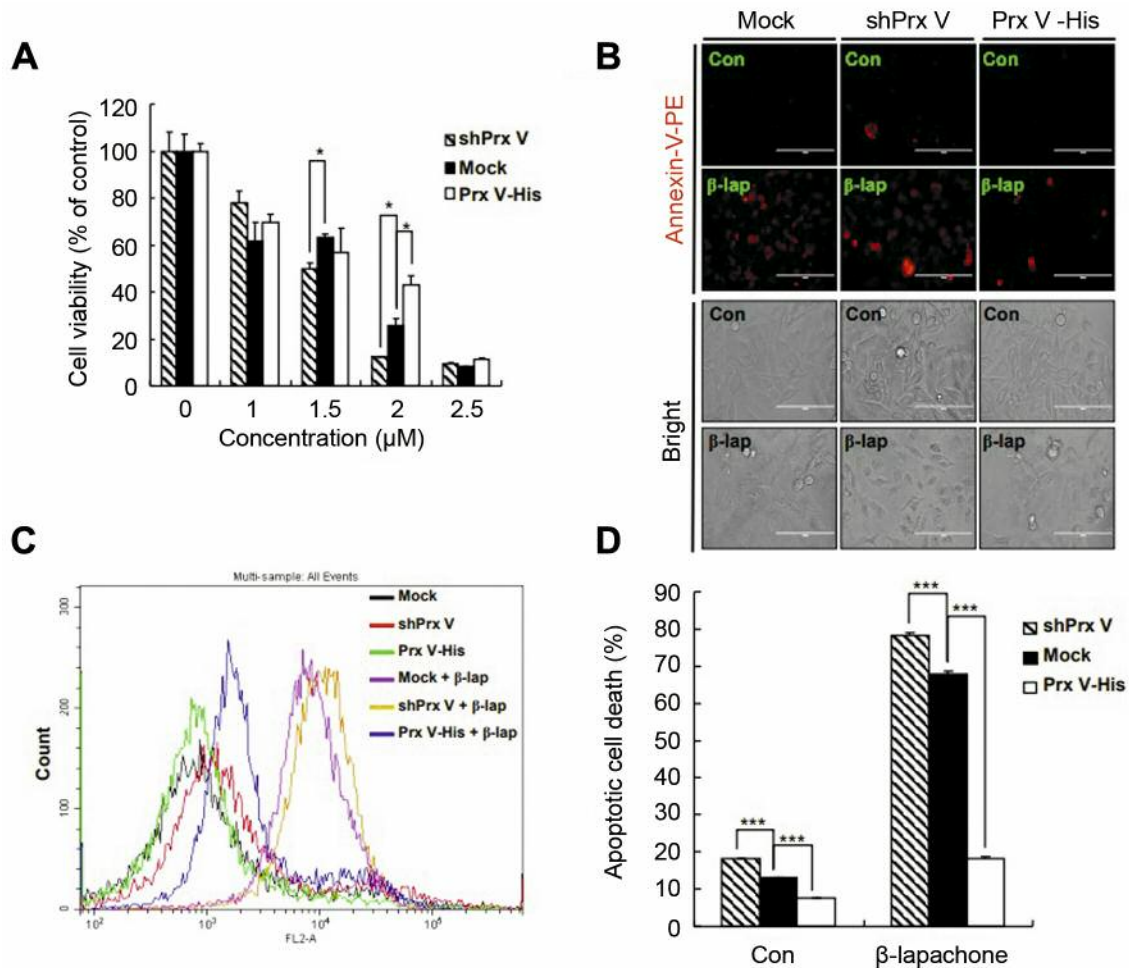 A
120
100
80
60
40
20
0
Cell viability (% of control)
shPrx V
Mock
Prx V-His
*
*
*
0 1 1.5 2 2.5
Concentration (µM)
B
Mock shPrx V Prx V -His
Annexin-V-PE
Con Con Con
β-lap β-lap β-lap
Bright
Con Con Con
β-lap β-lap β-lap
C
Multi-sample: All Events
300
200
100
0
Count
Mock
shPrx V
Prx V-His
Mock + β-lap
shPrx V + β-lap
Prx V-His + β-lap
10² 10³ 10⁴ 10⁵
FL2-A
D
90
80
70
60
50
40
30
20
10
0
Apoptotic cell death (%)
*** ***
*** ***
shPrx V
Mock
Prx V-His
Con β-lapachone